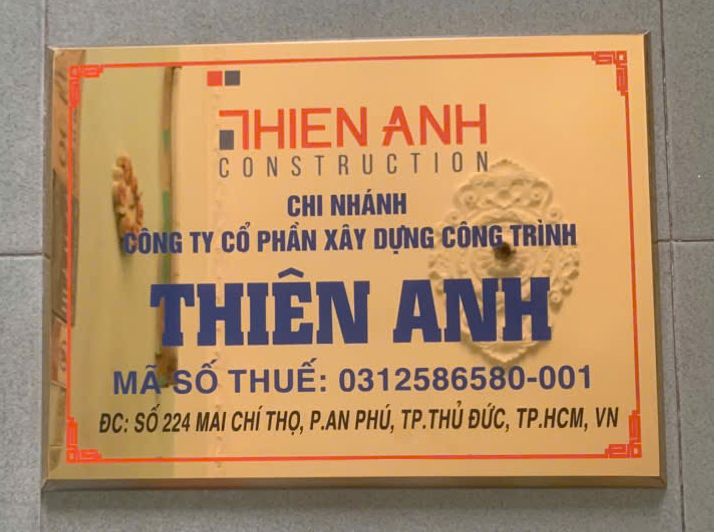 THIEN ANH
CONSTRUCTION
CHI NHÁNH
CÔNG TY CỔ PHẦN XÂY DỰNG CÔNG TRÌNH
THIÊN ANH
MÃ SỐ THUẾ: 0312586580-001
ĐC: SỐ 224 MAI CHÍ THỌ, P.AN PHÚ, TP.THỦ ĐỨC, TP.HCM, VN